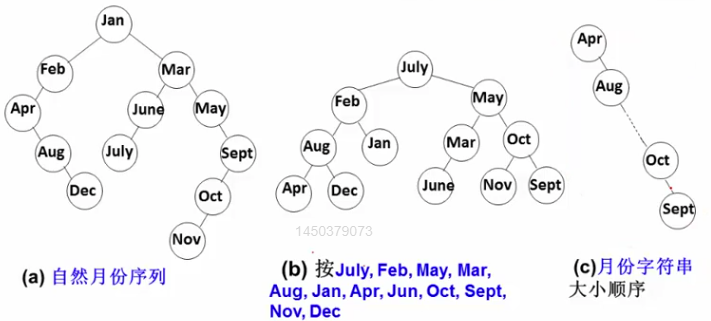 Jan
Feb
Mar
Apr
June
May
Aug
July
Sept
Dec
Oct
Nov
(a) 自然月份序列
July
Feb
May
Aug
Jan
Mar
Oct
Apr
Dec
June
Nov
Sept
1450379073
(b) 按July, Feb, May, Mar,
Aug, Jan, Apr, Jun, Oct, Sept,
Nov, Dec
Apr
Aug
Oct
Sept
(c)月份字符串
大小顺序